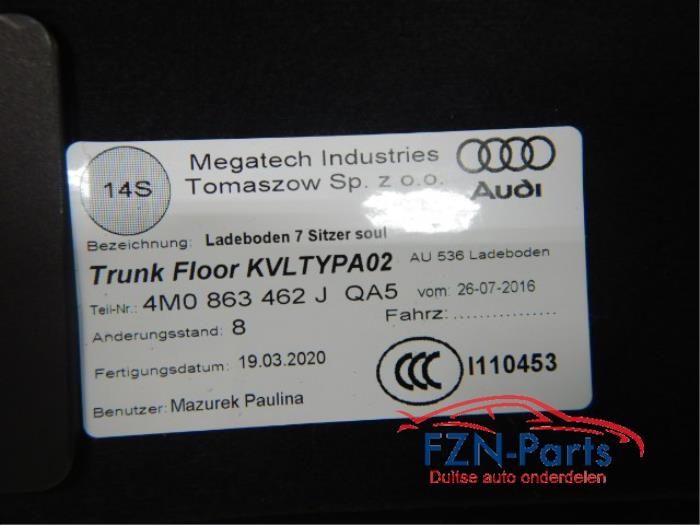 14S
Megatech Industries
Tomaszow Sp. z o.o.
Audi
Bezeichnung: Ladeboden 7 Sitzer soul
Trunk Floor KVLTYPA02 AU 536 Ladeboden
Teil-Nr.: 4M0 863 462 J QA5 vom: 26-07-2016
Änderungsstand: 8 Fahrz:..................
Fertigungsdatum: 19.03.2020
CCC I110453
Benutzer: Mazurek Paulina
FZN-Parts
Duitse auto onderdelen